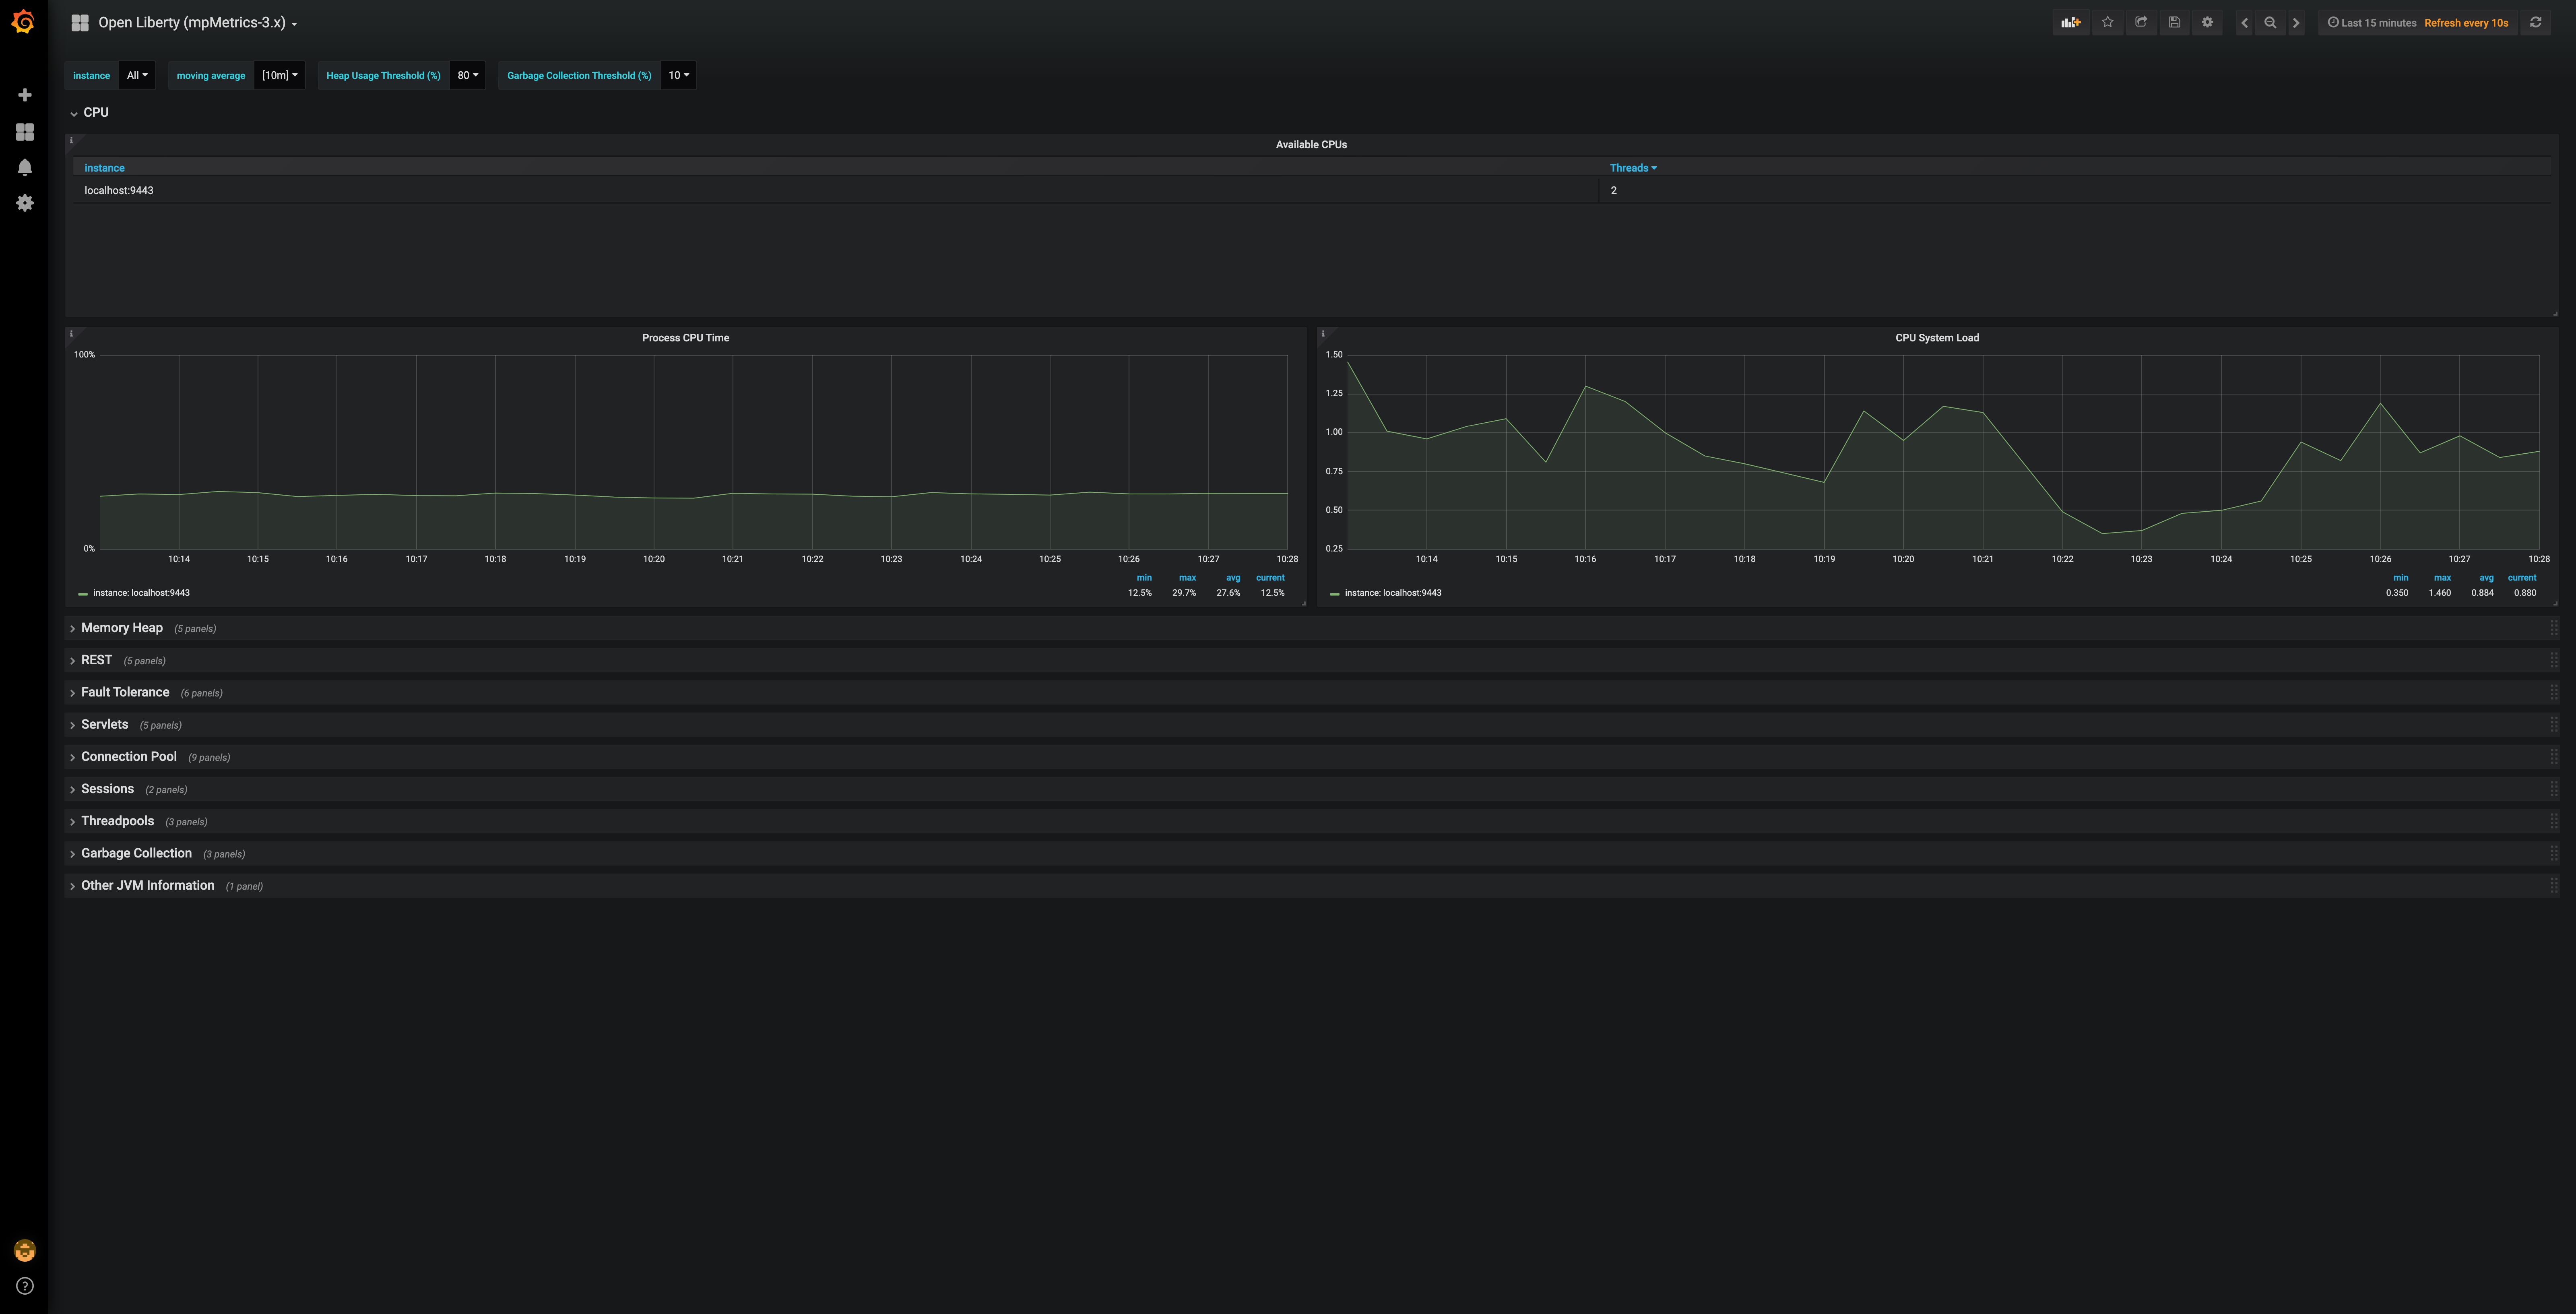 Open Liberty (mpMetrics-3.x)
Last 15 minutes Refresh every 10s
instance All moving average [10m] Heap Usage Threshold (%) 80 Garbage Collection Threshold (%) 10
CPU
Available CPUs
instance Threads
localhost:9443 2
Process CPU Time
100%
0%
10:14 10:15 10:16 10:17 10:18 10:19 10:20 10:21 10:22 10:23 10:24 10:25 10:26 10:27 10:28
min max avg current
instance: localhost:9443 12.5% 29.7% 27.6% 12.5%
CPU System Load
1.50
1.25
1.00
0.75
0.50
0.25
10:14 10:15 10:16 10:17 10:18 10:19 10:20 10:21 10:22 10:23 10:24 10:25 10:26 10:27 10:28
min max avg current
instance: localhost:9443 0.350 1.460 0.884 0.880
Memory Heap (5 panels)
REST (5 panels)
Fault Tolerance (6 panels)
Servlets (5 panels)
Connection Pool (9 panels)
Sessions (2 panels)
Threadpools (3 panels)
Garbage Collection (3 panels)
Other JVM Information (1 panel)